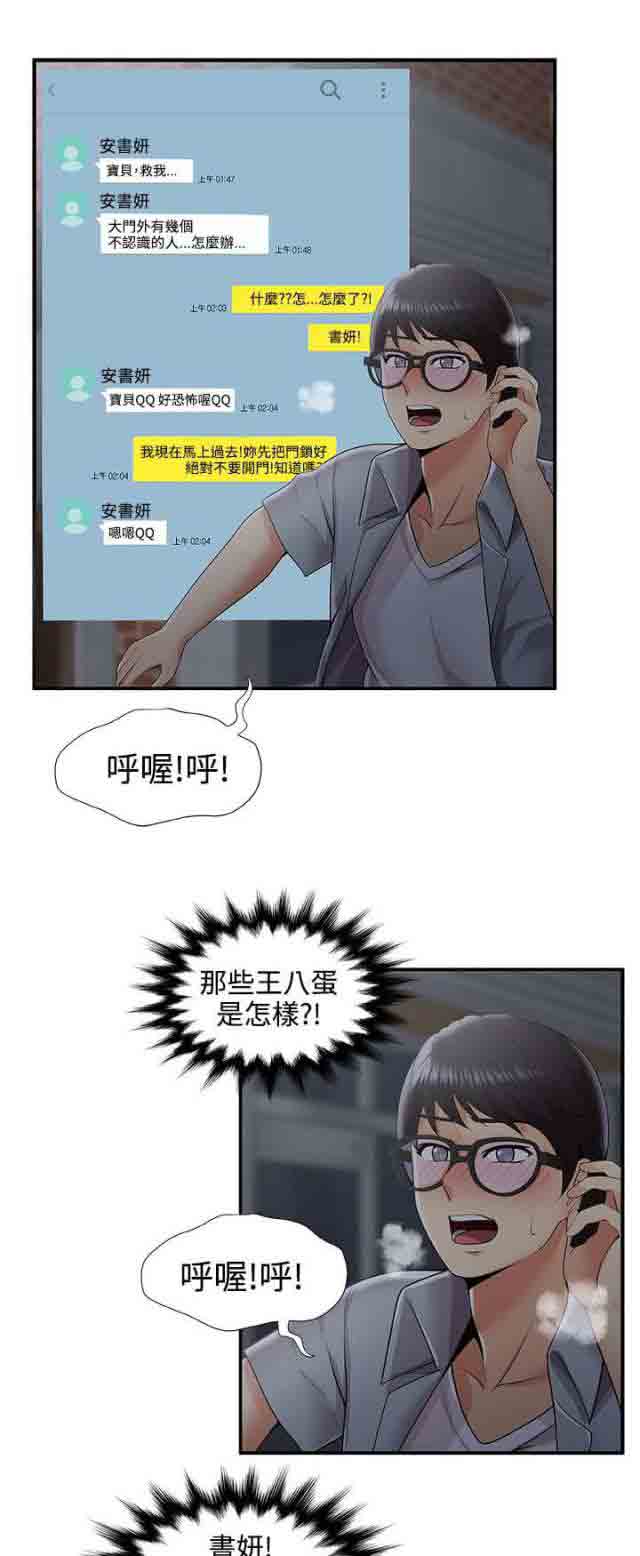 安書妍
寶貝,救我...
上午 01:47
安書妍
大門外有幾個
不認識的人...怎麼辦...
上午 01:48
什麼??怎...怎麼了?!
上午 02:03
書妍!
安書妍
寶貝QQ 好恐怖喔QQ
上午 02:04
我現在馬上過去!妳先把門鎖好
絕對不要開門!知道嗎?
上午 02:04
安書妍
嗯嗯QQ
上午 02:04
呼喔!呼!
那些王八蛋
是怎樣?!
呼喔!呼!
書妍!